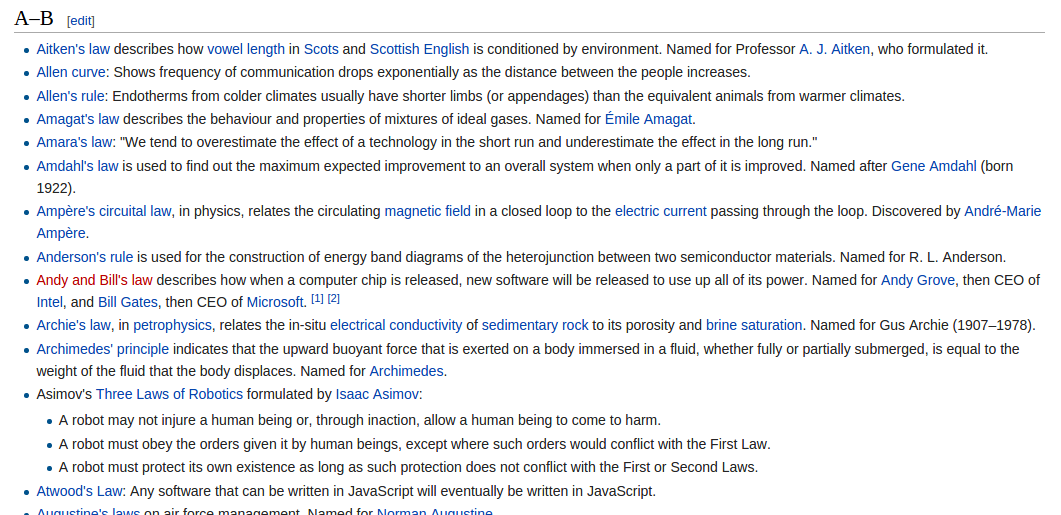 A–B [edit]
Aitken's law describes how vowel length in Scots and Scottish English is conditioned by environment. Named for Professor A. J. Aitken, who formulated it.
Allen curve: Shows frequency of communication drops exponentially as the distance between the people increases.
Allen's rule: Endotherms from colder climates usually have shorter limbs (or appendages) than the equivalent animals from warmer climates.
Amagat's law describes the behaviour and properties of mixtures of ideal gases. Named for Émile Amagat.
Amara's law: "We tend to overestimate the effect of a technology in the short run and underestimate the effect in the long run."
Amdahl's law is used to find out the maximum expected improvement to an overall system when only a part of it is improved. Named after Gene Amdahl (born
1922).
Ampère's circuital law, in physics, relates the circulating magnetic field in a closed loop to the electric current passing through the loop. Discovered by André-Marie
Ampère.
Anderson's rule is used for the construction of energy band diagrams of the heterojunction between two semiconductor materials. Named for R. L. Anderson.
Andy and Bill's law describes how when a computer chip is released, new software will be released to use up all of its power. Named for Andy Grove, then CEO of
Intel, and Bill Gates, then CEO of Microsoft. [1] [2]
Archie's law, in petrophysics, relates the in-situ electrical conductivity of sedimentary rock to its porosity and brine saturation. Named for Gus Archie (1907–1978).
Archimedes' principle indicates that the upward buoyant force that is exerted on a body immersed in a fluid, whether fully or partially submerged, is equal to the
weight of the fluid that the body displaces. Named for Archimedes.
Asimov's Three Laws of Robotics formulated by Isaac Asimov:
A robot may not injure a human being or, through inaction, allow a human being to come to harm.
A robot must obey the orders given it by human beings, except where such orders would conflict with the First Law.
A robot must protect its own existence as long as such protection does not conflict with the First or Second Laws.
Atwood's Law: Any software that can be written in JavaScript will eventually be written in JavaScript.
Augustine's laws on air force management. Named for Norman Augustine.